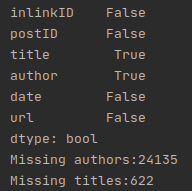 inlinkID    False
postID      False
title        True
author       True
date        False
url         False
dtype: bool
Missing authors:24135
Missing titles:622